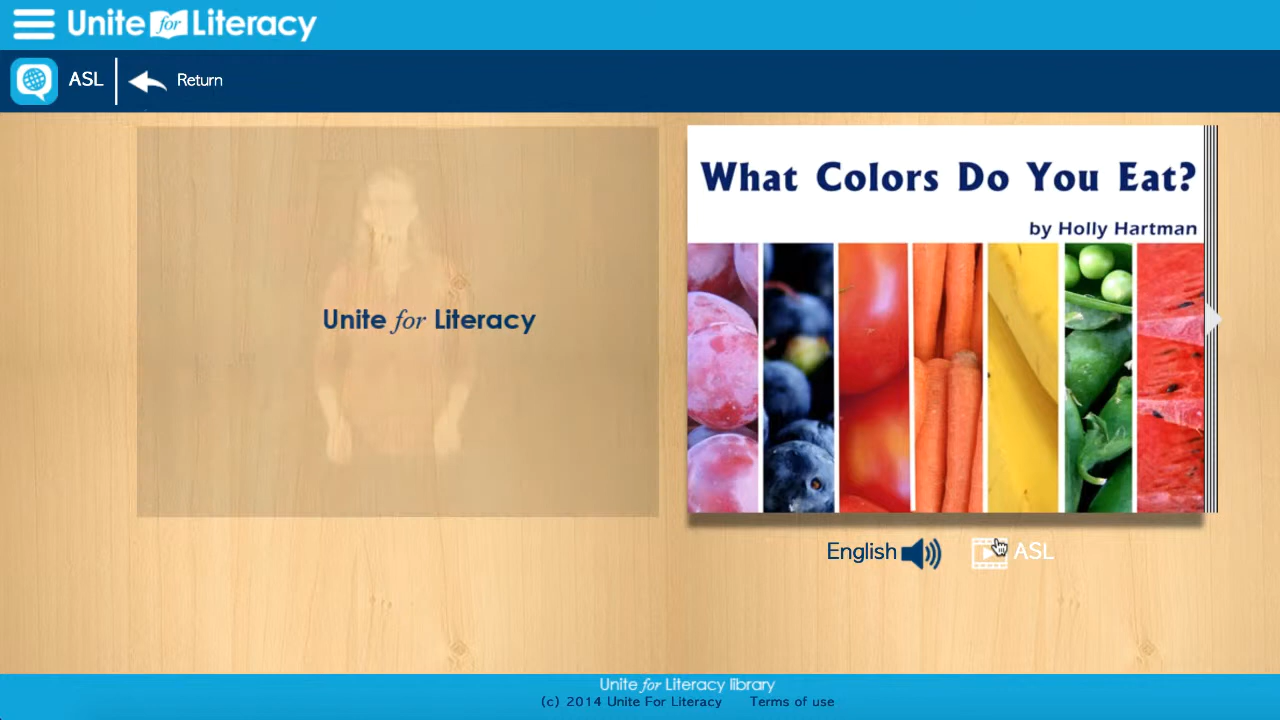 Unite for Literacy
ASL
Return
Unite for Literacy
What Colors Do You Eat?
by Holly Hartman
English
ASL
Unite for Literacy library
(c) 2014 Unite For Literacy Terms of use